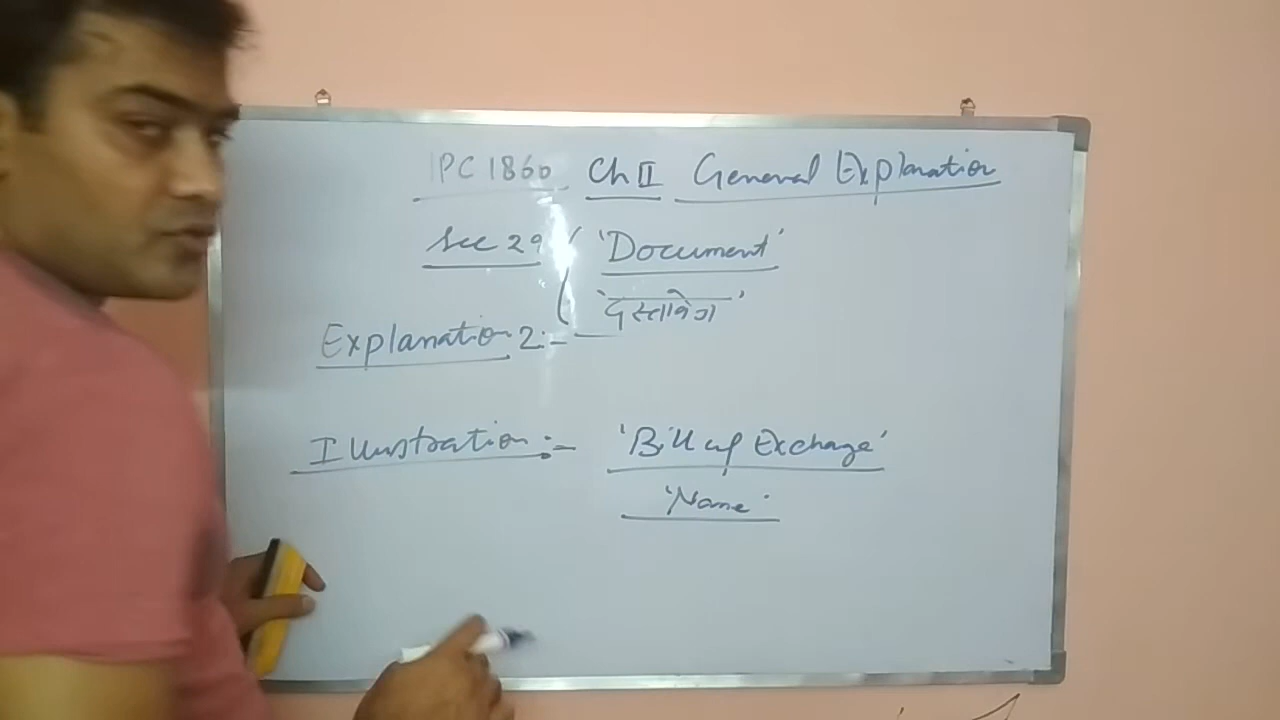 IPC 1860 Ch II General Explanation
Sec 29 'Document'
'दस्तावेज'
Explanation 2:-
Illustration:- 'Bill of Exchange'
'Name'